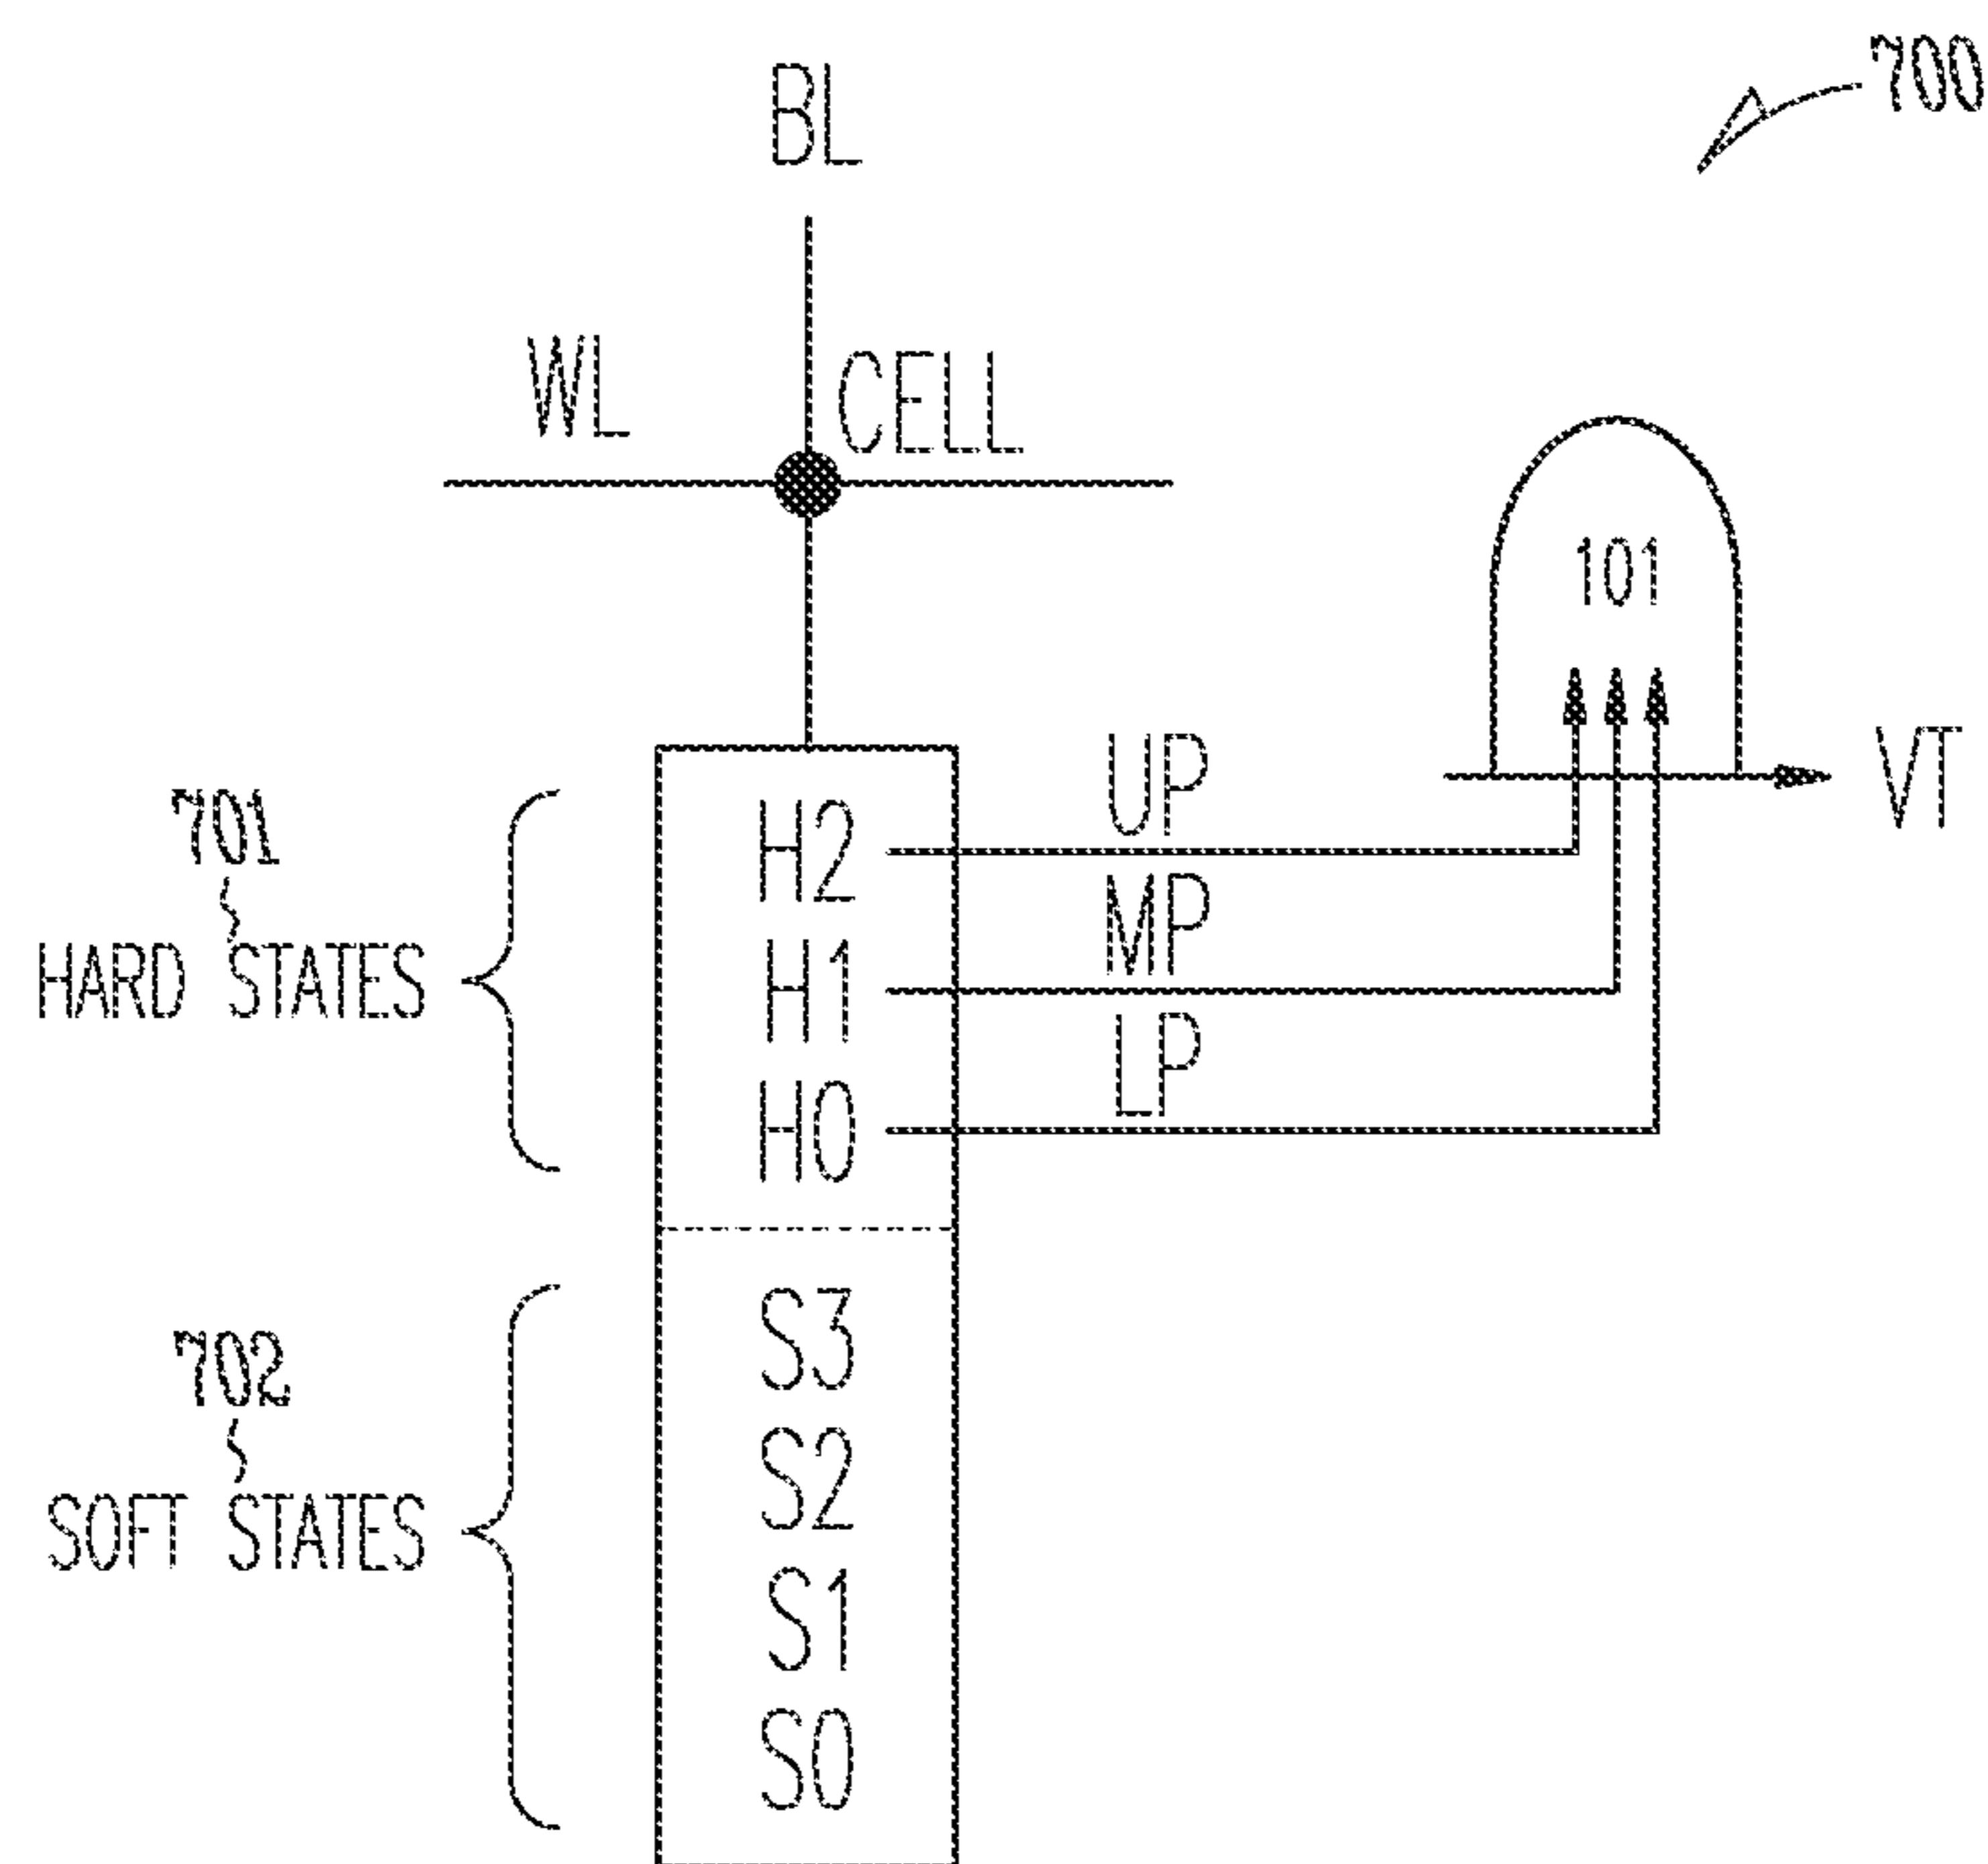 700
BL
WL
CELL
101
VT
UP
701
H2
MP
HARD STATES
H1
LP
H0
S3
702
S2
SOFT STATES
S1
S0